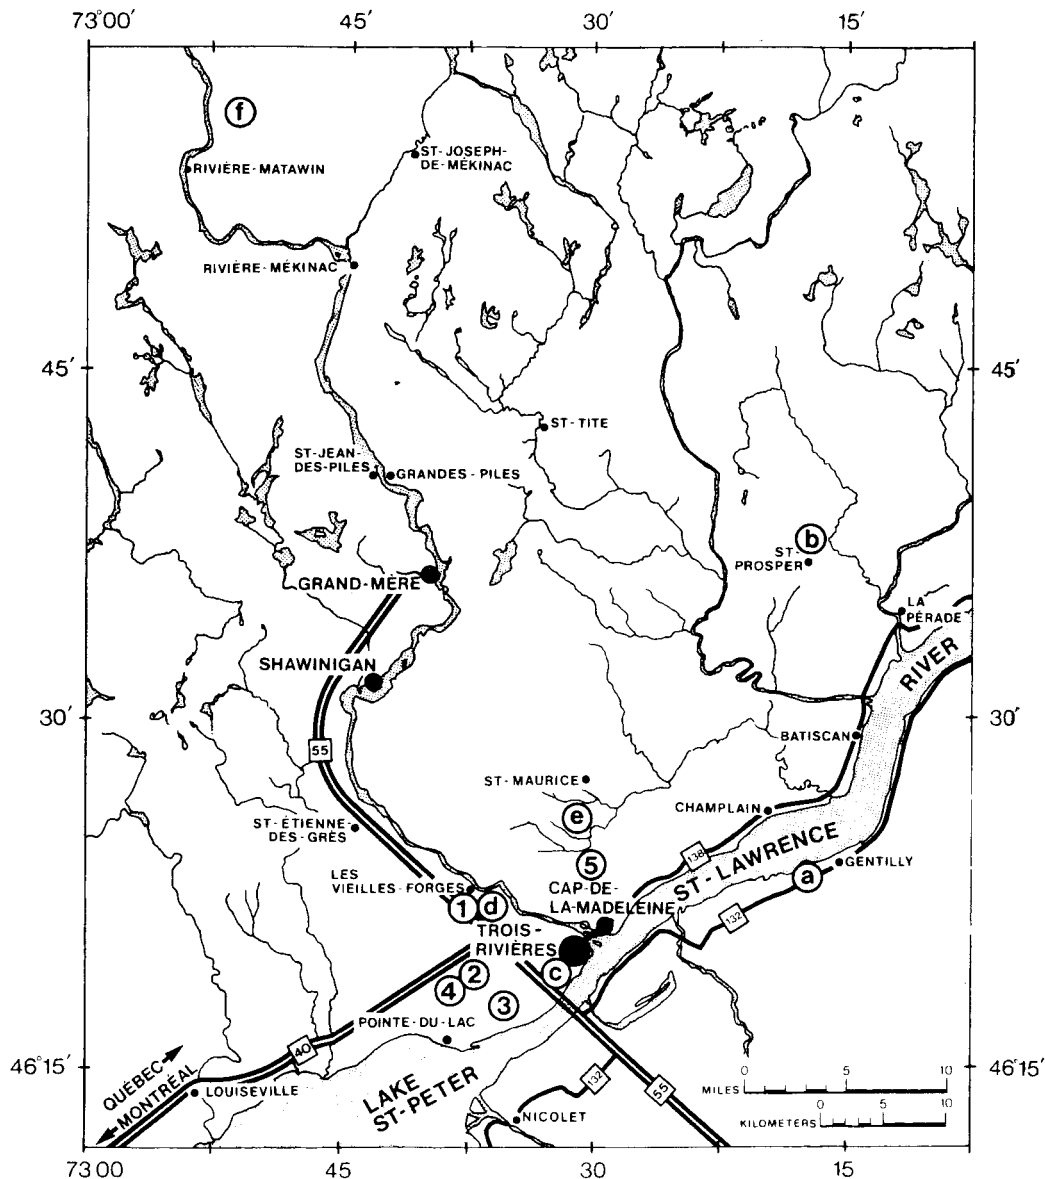 73°00′ 45′ 30′ 15′
f
RIVIÈRE-MATAWIN
ST-JOSEPH-
DE-MÉKINAC
RIVIÈRE-MÉKINAC
45′ 45′
ST-TITE
ST-JEAN-
DES-PILES
GRANDES-PILES
b
ST-
PROSPER
GRAND-MÈRE
LA
PÉRADE
SHAWINIGAN
RIVER
30′ 30′
BATISCAN
55
ST-MAURICE
CHAMPLAIN
e
ST-ÉTIENNE-
DES-GRÈS
ST-LAWRENCE
138
5
GENTILLY
a
LES
VIEILLES-FORGES
CAP-DE-
LA-MADELEINE
1
d
132
TROIS-
RIVIÈRES
2
c
4
3
POINTE-DU-LAC
40
46°15′ 46°15′
QUÉBEC
MONTRÉAL
LOUISEVILLE
LAKE
ST-PETER
132
55
NICOLET
MILES 0 5 10
KILOMETERS 0 5 10
73 00′ 45 30 15